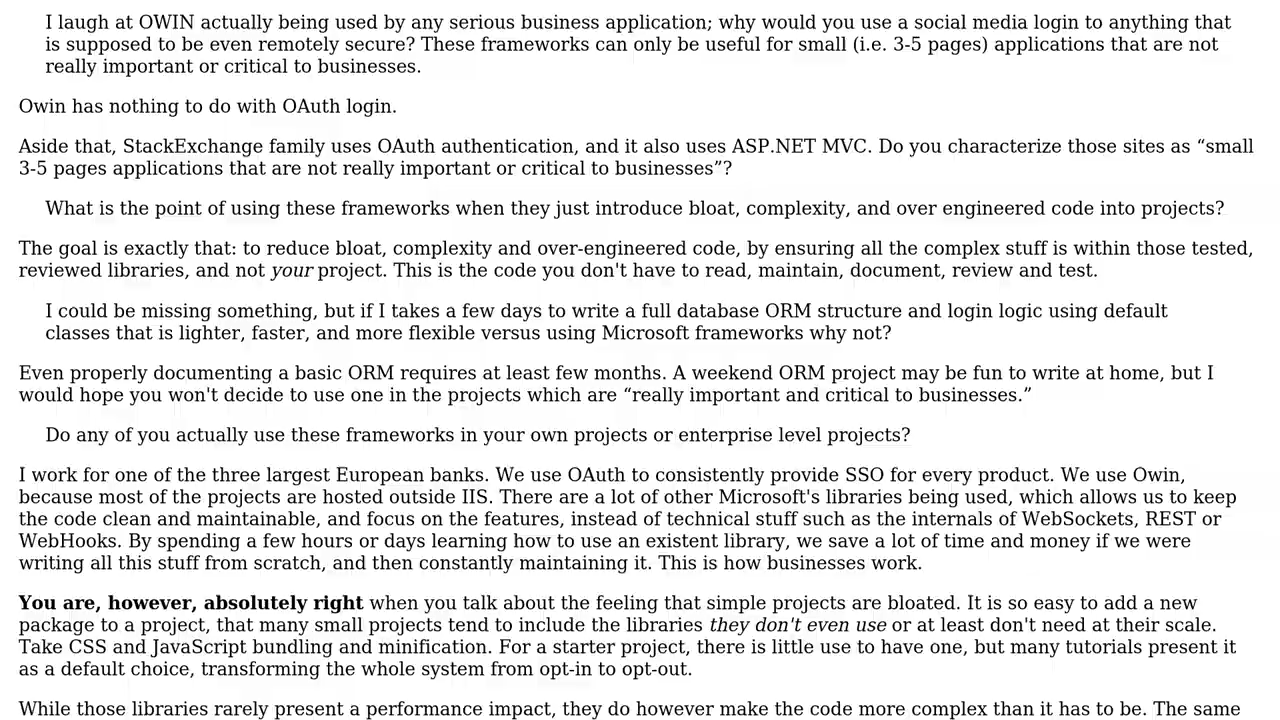 I laugh at OWIN actually being used by any serious business application; why would you use a social media login to anything that
is supposed to be even remotely secure? These frameworks can only be useful for small (i.e. 3-5 pages) applications that are not
really important or critical to businesses.
Owin has nothing to do with OAuth login.
Aside that, StackExchange family uses OAuth authentication, and it also uses ASP.NET MVC. Do you characterize those sites as “small
3-5 pages applications that are not really important or critical to businesses”?
What is the point of using these frameworks when they just introduce bloat, complexity, and over engineered code into projects?
The goal is exactly that: to reduce bloat, complexity and over-engineered code, by ensuring all the complex stuff is within those tested,
reviewed libraries, and not your project. This is the code you don't have to read, maintain, document, review and test.
I could be missing something, but if I takes a few days to write a full database ORM structure and login logic using default
classes that is lighter, faster, and more flexible versus using Microsoft frameworks why not?
Even properly documenting a basic ORM requires at least few months. A weekend ORM project may be fun to write at home, but I
would hope you won't decide to use one in the projects which are “really important and critical to businesses.”
Do any of you actually use these frameworks in your own projects or enterprise level projects?
I work for one of the three largest European banks. We use OAuth to consistently provide SSO for every product. We use Owin,
because most of the projects are hosted outside IIS. There are a lot of other Microsoft's libraries being used, which allows us to keep
the code clean and maintainable, and focus on the features, instead of technical stuff such as the internals of WebSockets, REST or
WebHooks. By spending a few hours or days learning how to use an existent library, we save a lot of time and money if we were
writing all this stuff from scratch, and then constantly maintaining it. This is how businesses work.
You are, however, absolutely right when you talk about the feeling that simple projects are bloated. It is so easy to add a new
package to a project, that many small projects tend to include the libraries they don't even use or at least don't need at their scale.
Take CSS and JavaScript bundling and minification. For a starter project, there is little use to have one, but many tutorials present it
as a default choice, transforming the whole system from opt-in to opt-out.
While those libraries rarely present a performance impact, they do however make the code more complex than it has to be. The same